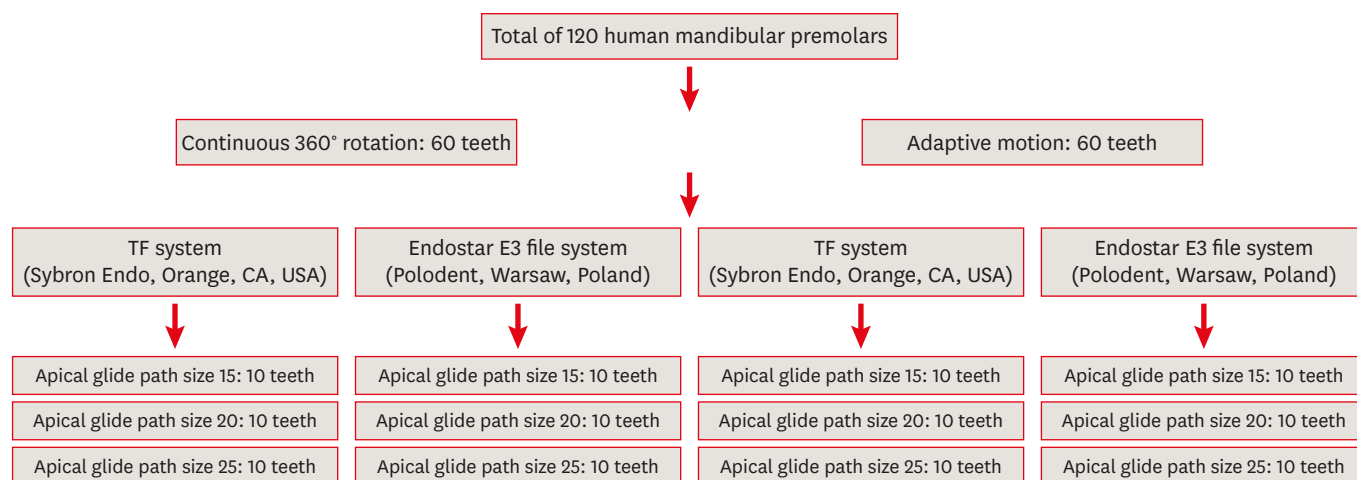 Total of 120 human mandibular premolars
Continuous 360° rotation: 60 teeth
Adaptive motion: 60 teeth
TF system
(Sybron Endo, Orange, CA, USA)
Endostar E3 file system
(Polodent, Warsaw, Poland)
TF system
(Sybron Endo, Orange, CA, USA)
Endostar E3 file system
(Polodent, Warsaw, Poland)
Apical glide path size 15: 10 teeth
Apical glide path size 15: 10 teeth
Apical glide path size 15: 10 teeth
Apical glide path size 15: 10 teeth
Apical glide path size 20: 10 teeth
Apical glide path size 20: 10 teeth
Apical glide path size 20: 10 teeth
Apical glide path size 20: 10 teeth
Apical glide path size 25: 10 teeth
Apical glide path size 25: 10 teeth
Apical glide path size 25: 10 teeth
Apical glide path size 25: 10 teeth